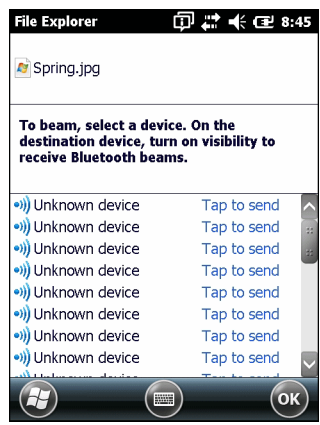 File Explorer 8:45
Spring.jpg
To beam, select a device. On the
destination device, turn on visibility to
receive Bluetooth beams.
Unknown device Tap to send
Unknown device Tap to send
Unknown device Tap to send
Unknown device Tap to send
Unknown device Tap to send
Unknown device Tap to send
Unknown device Tap to send
Unknown device Tap to send
OK